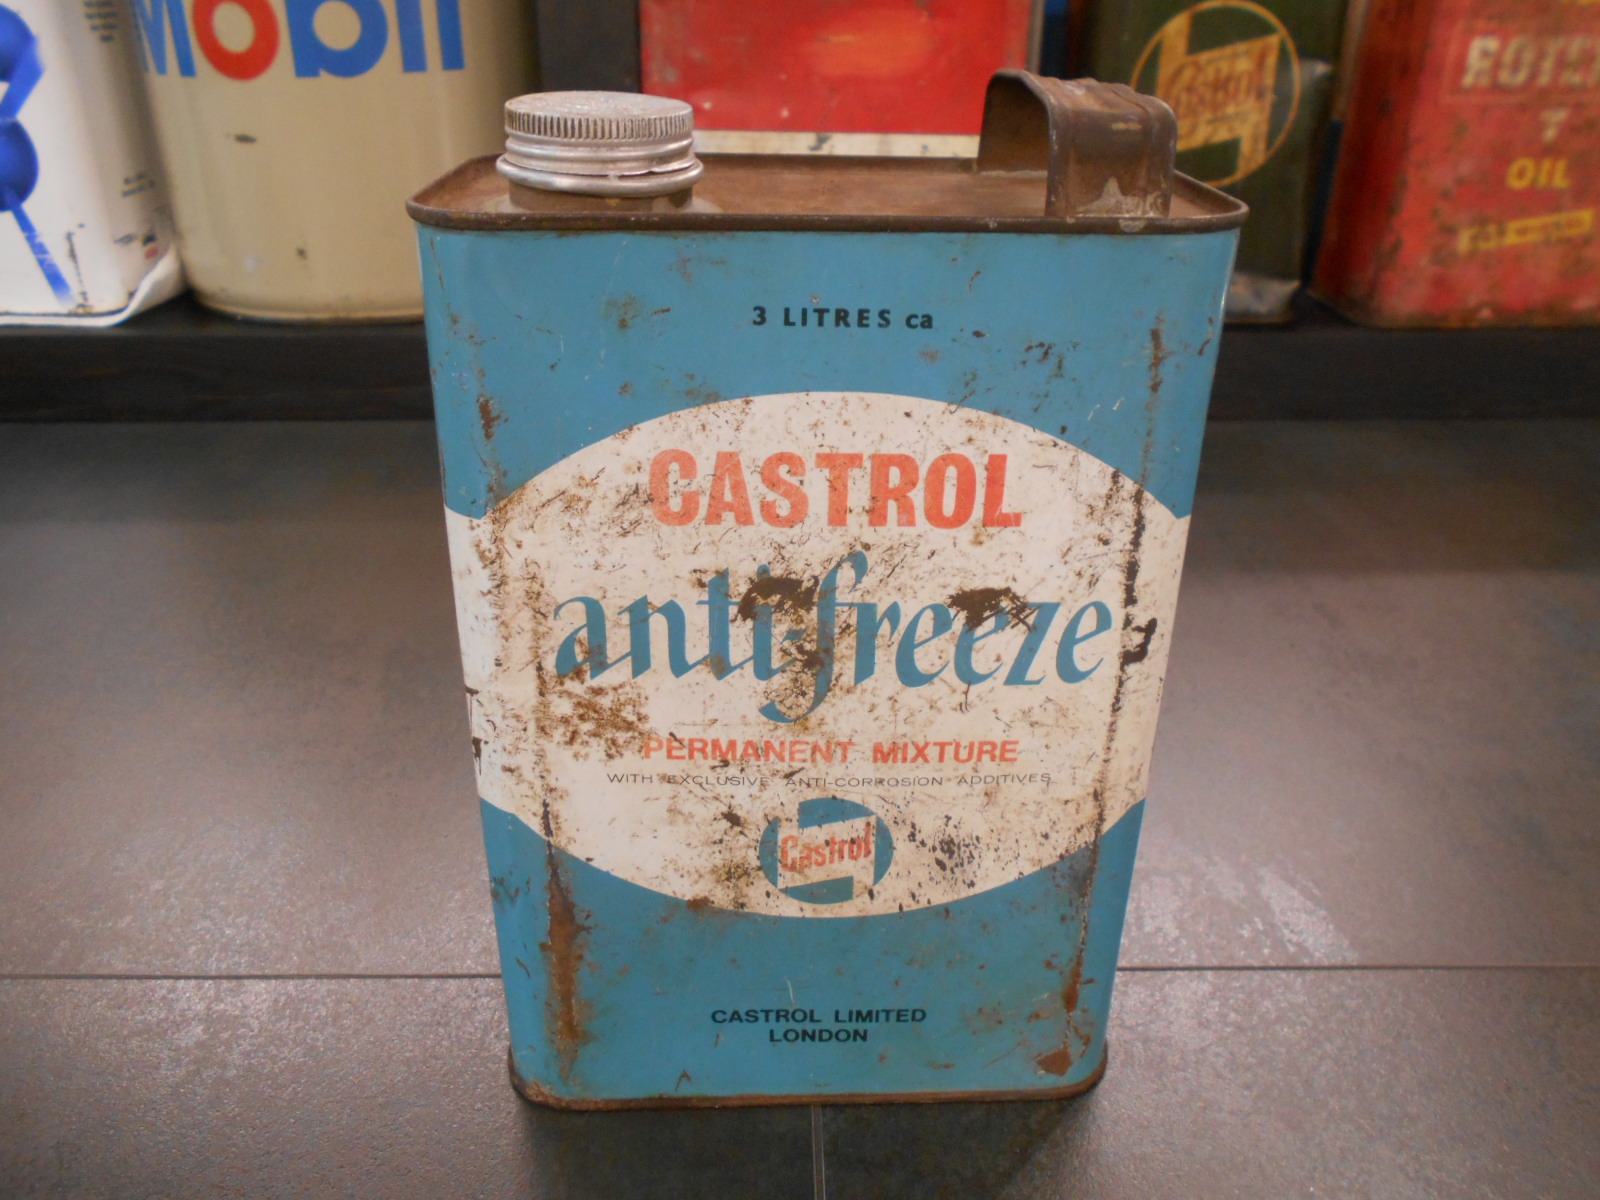 Mobil
Castrol
T
OIL
3 LITRES ca
CASTROL
anti-freeze
PERMANENT MIXTURE
WITH EXCLUSIVE ANTI-CORROSION ADDITIVES
Castrol
CASTROL LIMITED
LONDON